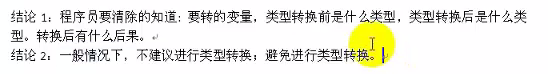 结论 1：程序员要清除的知道：要转的变量，类型转换前是什么类型，类型转换后是什么类
型。转换后有什么后果。
结论 2：一般情况下，不建议进行类型转换；避免进行类型转换。